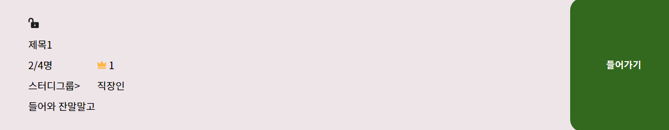 제목1
2/4명 1
스터디그룹> 직장인
들어와 잔말말고
들어가기